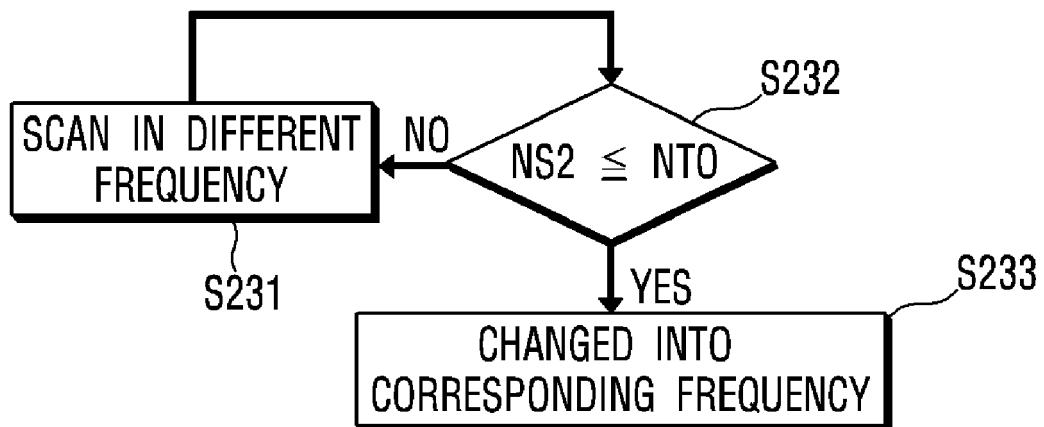 S232
SCAN IN DIFFERENT
FREQUENCY
NO
NS2 ≦ NTO
S231
YES
S233
CHANGED INTO
CORRESPONDING FREQUENCY